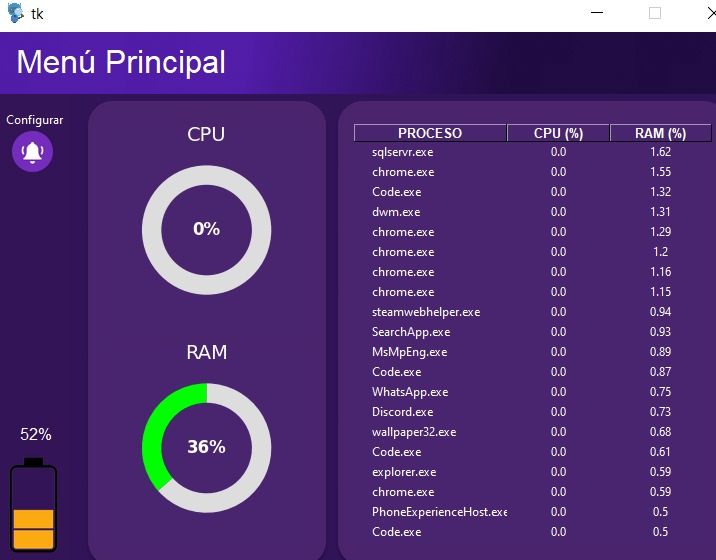 tk
Menú Principal
Configurar
CPU
0%
RAM
36%
52%
PROCESO CPU (%) RAM (%)
sqlservr.exe 0.0 1.62
chrome.exe 0.0 1.55
Code.exe 0.0 1.32
dwm.exe 0.0 1.31
chrome.exe 0.0 1.29
chrome.exe 0.0 1.2
chrome.exe 0.0 1.16
chrome.exe 0.0 1.15
steamwebhelper.exe 0.0 0.94
SearchApp.exe 0.0 0.93
MsMpEng.exe 0.0 0.89
Code.exe 0.0 0.87
WhatsApp.exe 0.0 0.75
Discord.exe 0.0 0.73
wallpaper32.exe 0.0 0.68
Code.exe 0.0 0.61
explorer.exe 0.0 0.59
chrome.exe 0.0 0.59
PhoneExperienceHost.exe 0.0 0.5
Code.exe 0.0 0.5